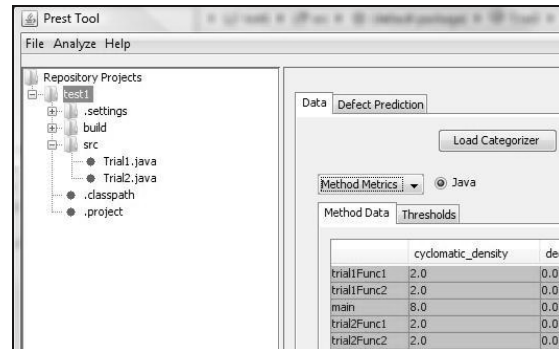 Prest Tool
File Analyze Help
Repository Projects
test1
.settings
build
src
Trial1.java
Trial2.java
.classpath
.project
Data Defect Prediction
Load Categorizer
Method Metrics Java
Method Data Thresholds
cyclomatic_density de
trial1Func1 2.0 0.0
trial1Func2 2.0 0.0
main 8.0 0.0
trial2Func1 2.0 0.0
trial2Func2 2.0 0.0